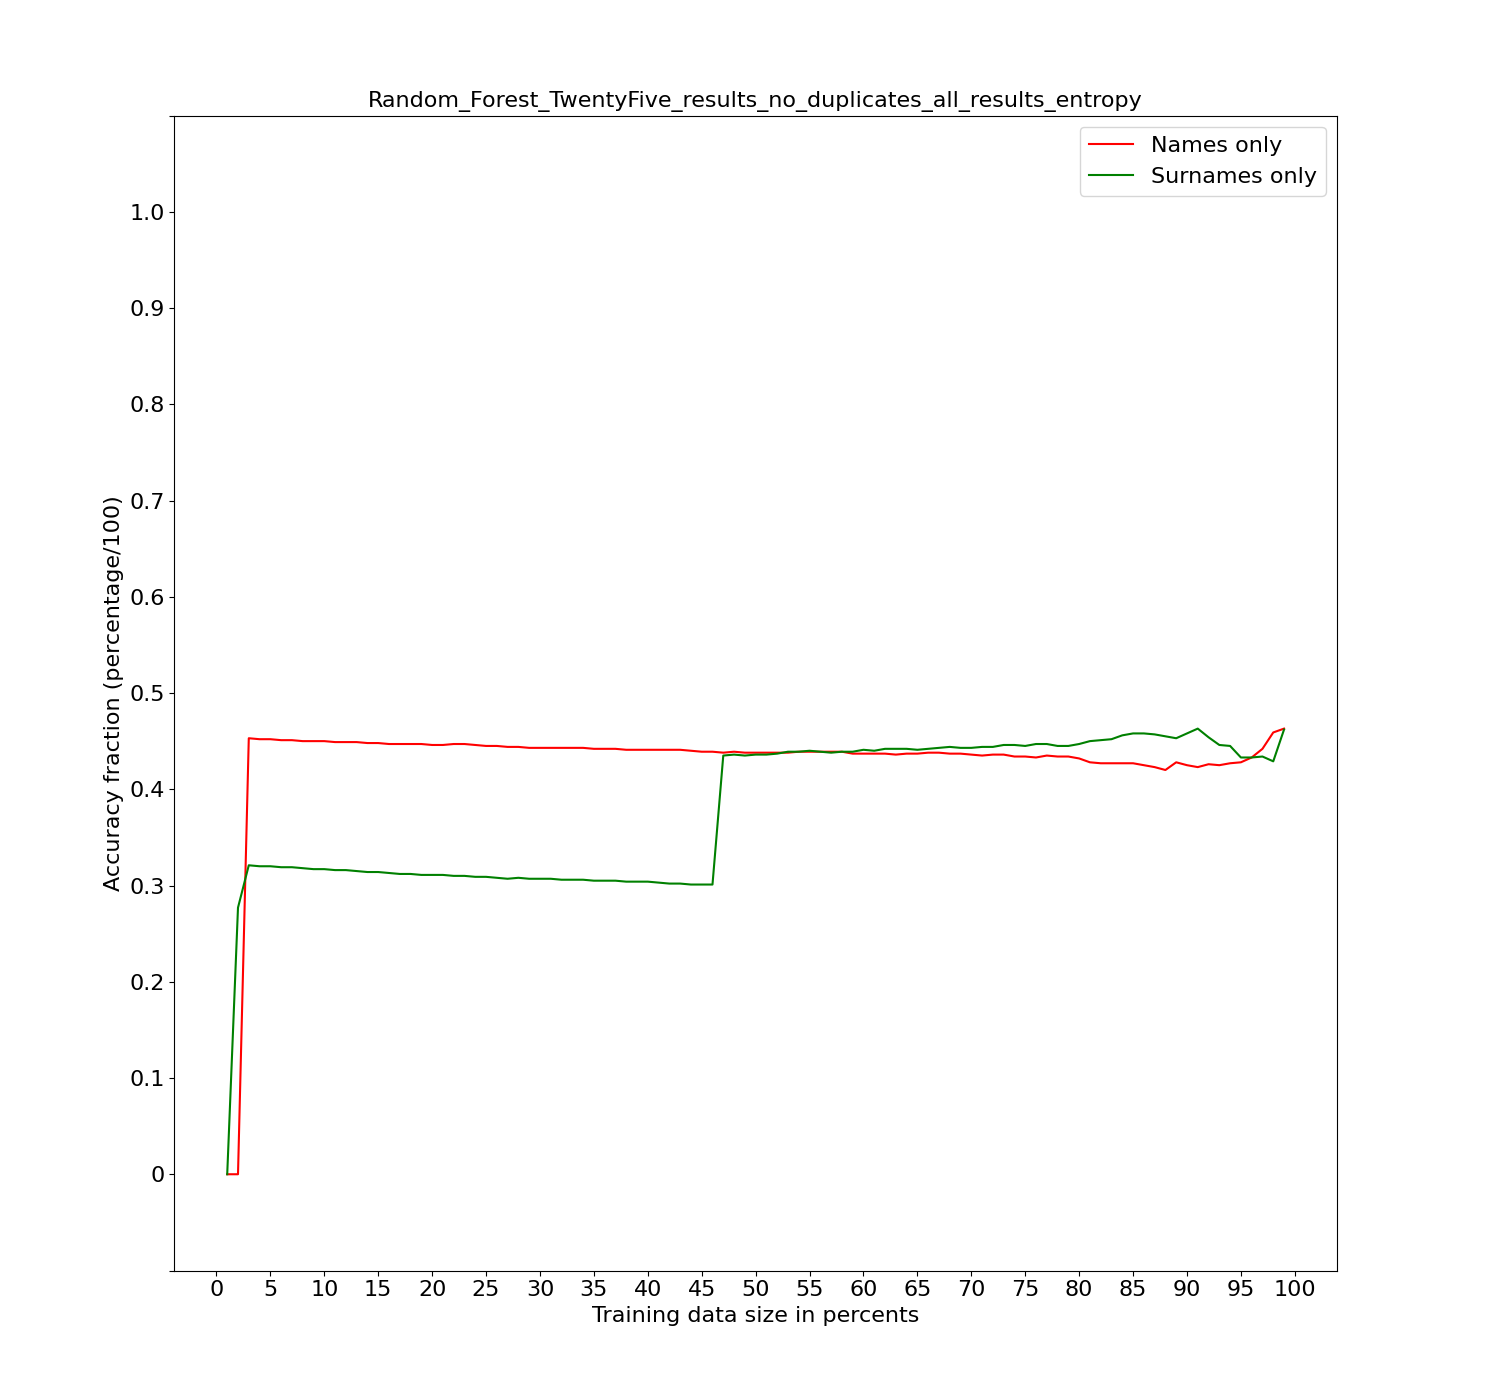 Random_Forest_TwentyFive_results_no_duplicates_all_results_entropy
Names only
Surnames only
1.0
0.9
0.8
0.7
0.6
0.5
0.4
0.3
0.2
0.1
0
Accuracy fraction (percentage/100)
0 5 10 15 20 25 30 35 40 45 50 55 60 65 70 75 80 85 90 95 100
Training data size in percents